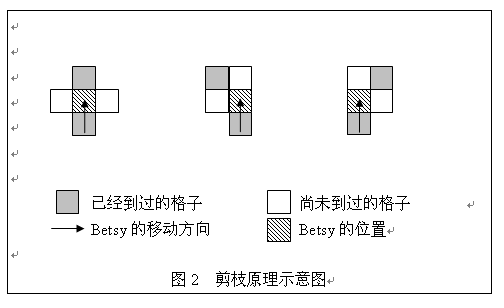 已经到过的格子
尚未到过的格子
Betsy 的移动方向
Betsy 的位置
图 2 剪枝原理示意图